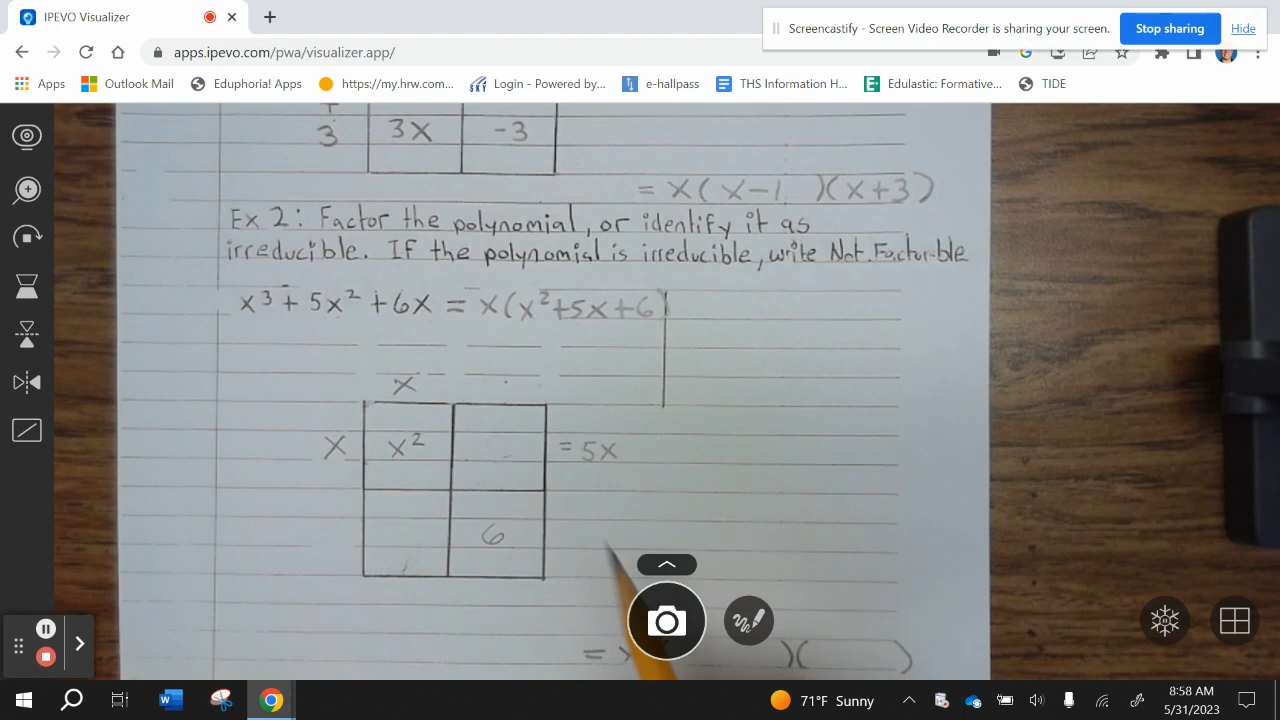 IPEVO Visualizer
Screencastify - Screen Video Recorder is sharing your screen.
Stop sharing
Hide
apps.ipevo.com/pwa/visualizer.app/
Apps
Outlook Mail
Eduphoria! Apps
https://my.hrw.com...
Login - Powered by...
e-hallpass
THS Information H...
Edulastic: Formative...
TIDE
3 3x -3
= x(x-1 )(x+3)
Ex 2: Factor the polynomial, or identify it as
irreducible. If the polynomial is irreducible, write Not Factorable
x³ + 5x² + 6x = x(x²+5x+6)
x
x x² = 5x
6
= )( )
71°F Sunny
8:58 AM
5/31/2023